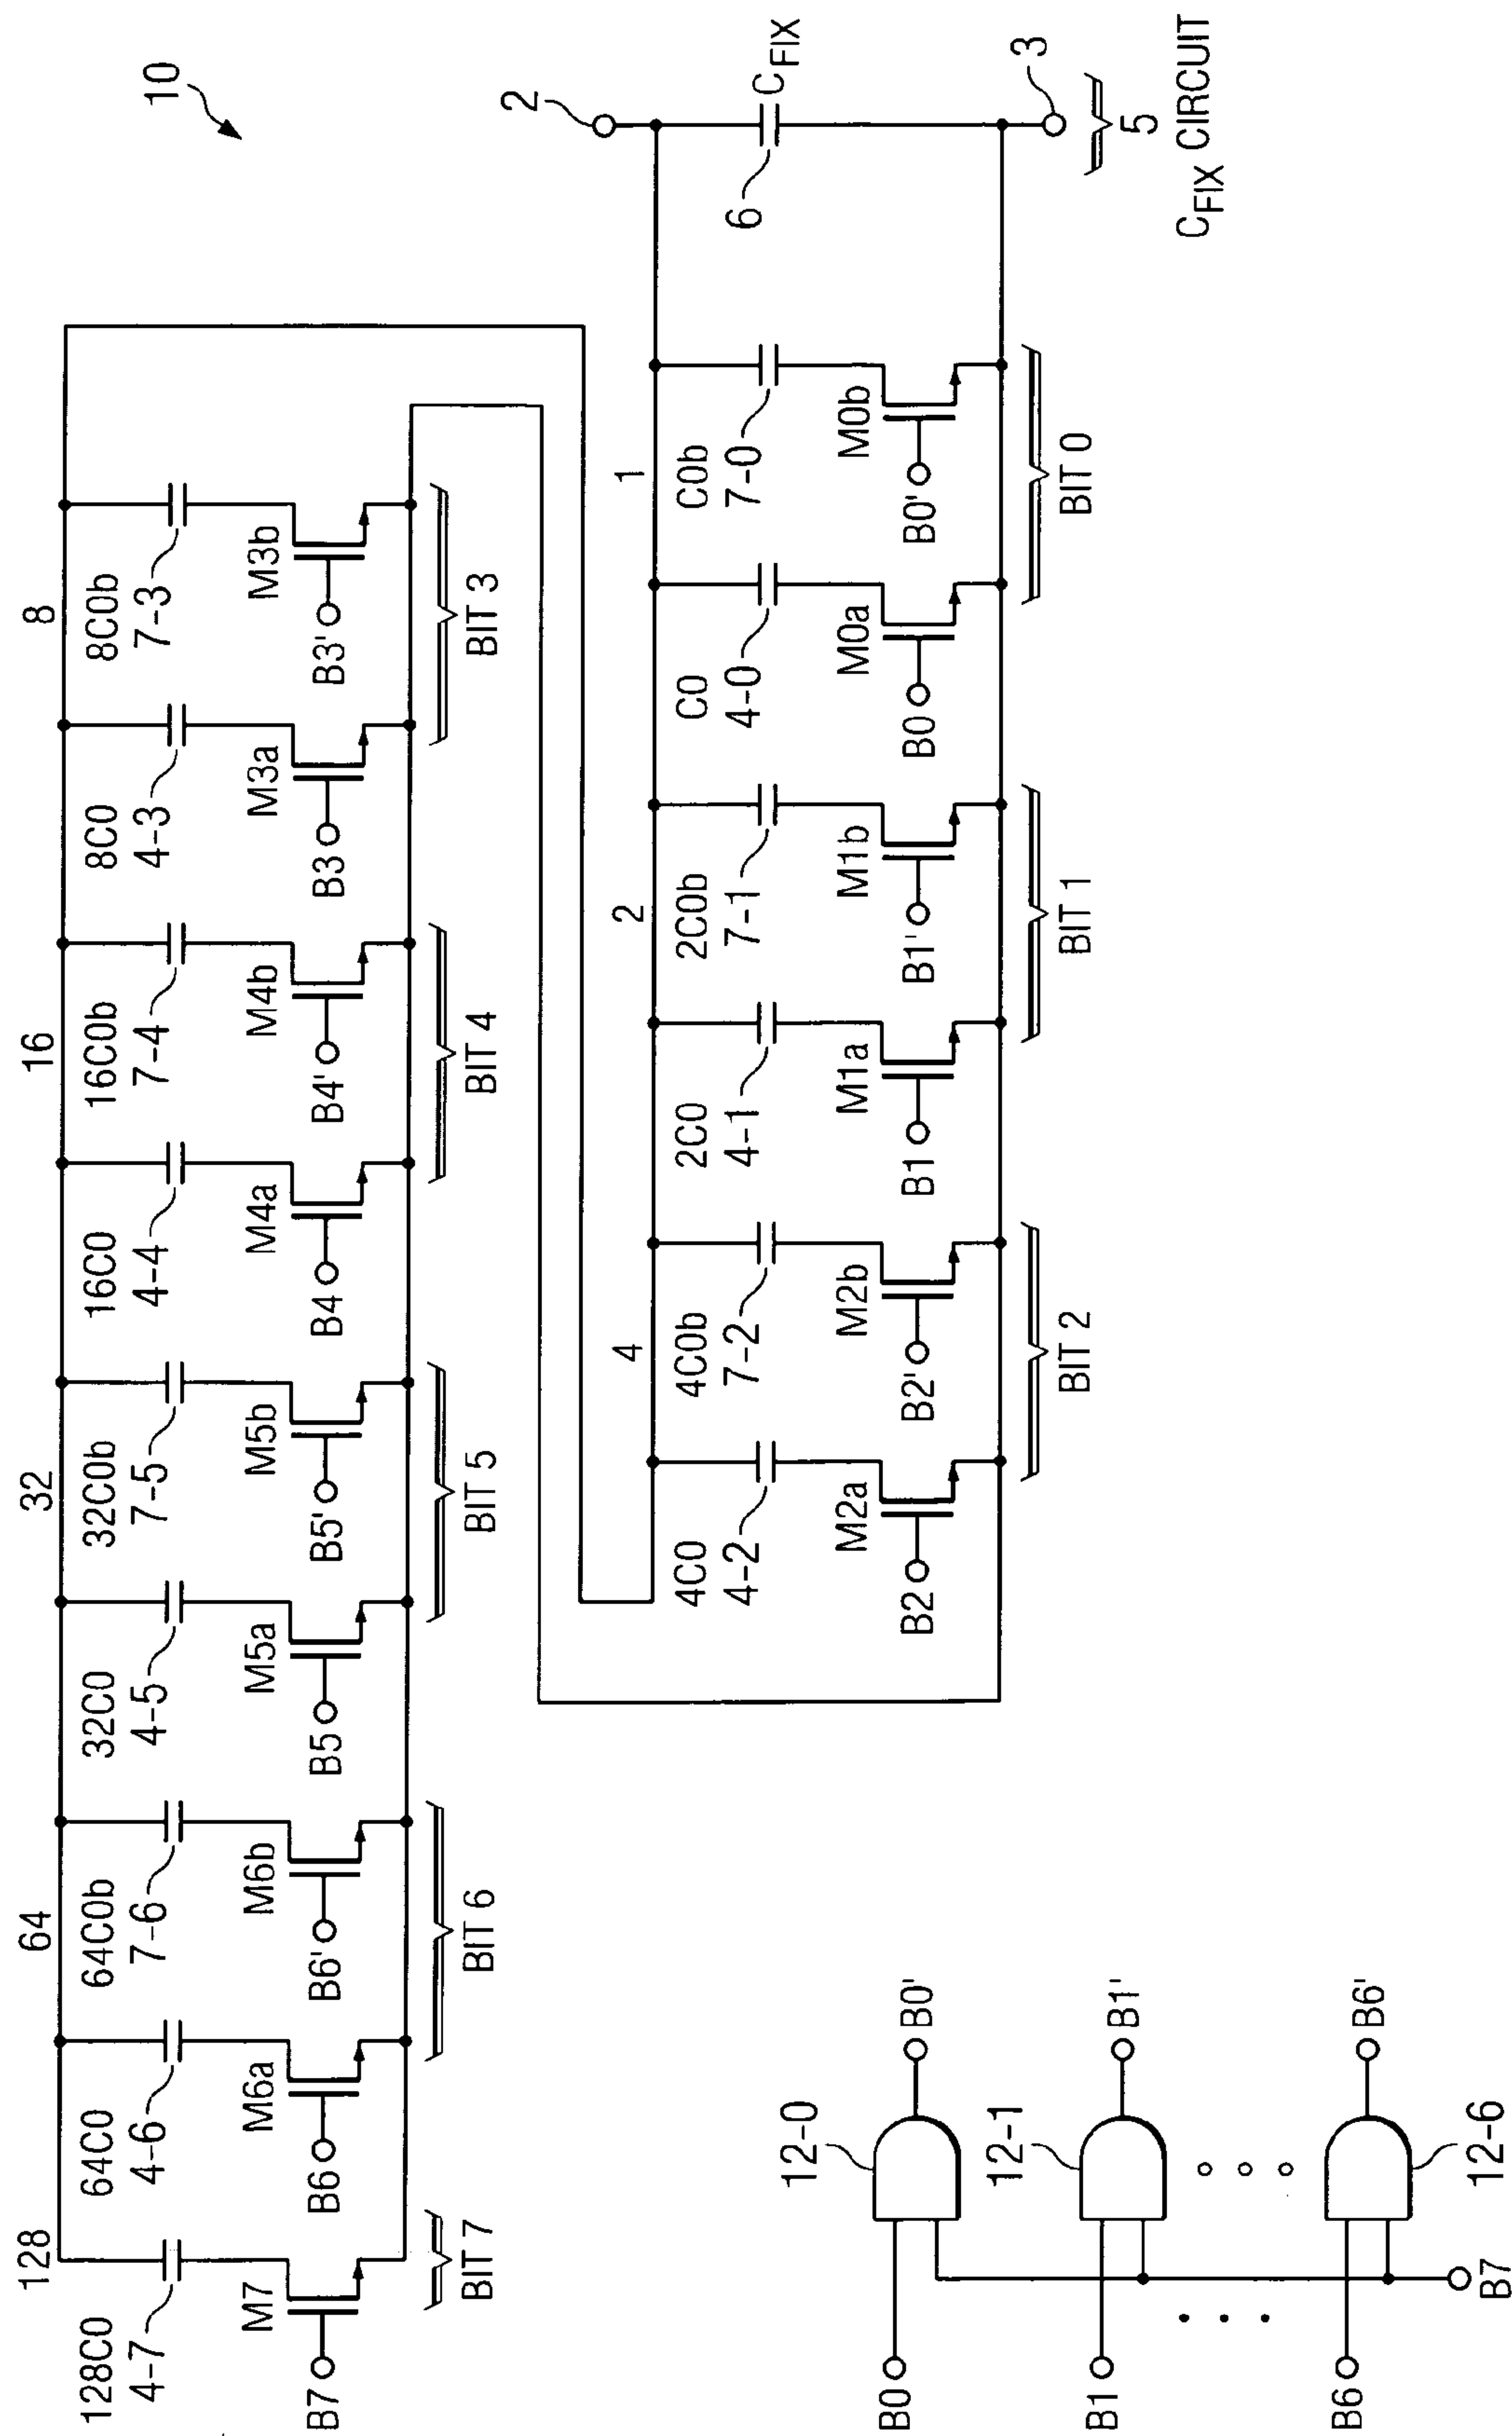 10
128
64
32
16
8
128C0
64C0
64C0b
32C0
32C0b
16C0
16C0b
8C0
8C0b
4-7
4-6
7-6
4-5
7-5
4-4
7-4
4-3
7-3
M7
M6a
M6b
M5a
M5b
M4a
M4b
M3a
M3b
B7
B6
B6'
B5
B5'
B4
B4'
B3
B3'
BIT 7
BIT 6
BIT 5
BIT 4
BIT 3
2
4
2
1
4C0
4C0b
2C0
2C0b
C0
C0b
CFIX
4-2
7-2
4-1
7-1
4-0
7-0
6
M2a
M2b
M1a
M1b
M0a
M0b
B2
B2'
B1
B1'
B0
B0'
3
BIT 2
BIT 1
BIT 0
5
CFIX CIRCUIT
12-0
B0
B0'
12-1
B1
B1'
B6
B6'
12-6
B7